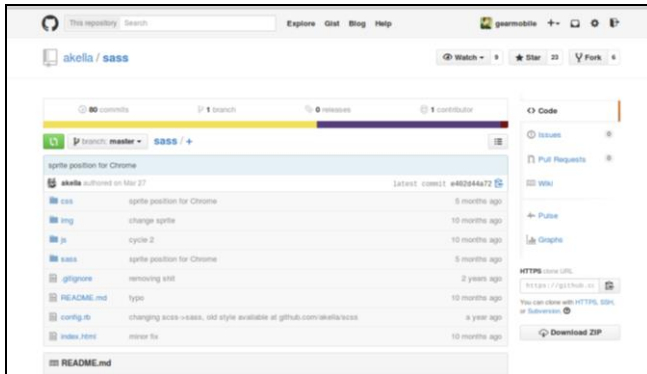 This repository Search Explore Gist Blog Help gearmobile
akella / sass Watch 9 Star 23 Fork 6
80 commits 1 branch 0 releases 1 contributor
branch: master sass / +
sprite position for Chrome
akella authored on Mar 27 latest commit e402d44a72
css sprite position for Chrome 5 months ago
img change sprite 10 months ago
js cycle 2 10 months ago
sass sprite position for Chrome 5 months ago
.gitignore removing shit 2 years ago
README.md typo 10 months ago
config.rb changing scss->sass, old style available at github.com/akella/scss a year ago
index.html minor fix 10 months ago
README.md
Code
Issues 0
Pull Requests 0
Wiki
Pulse
Graphs
HTTPS clone URL
https://github.c
You can clone with HTTPS, SSH,
or Subversion.
Download ZIP